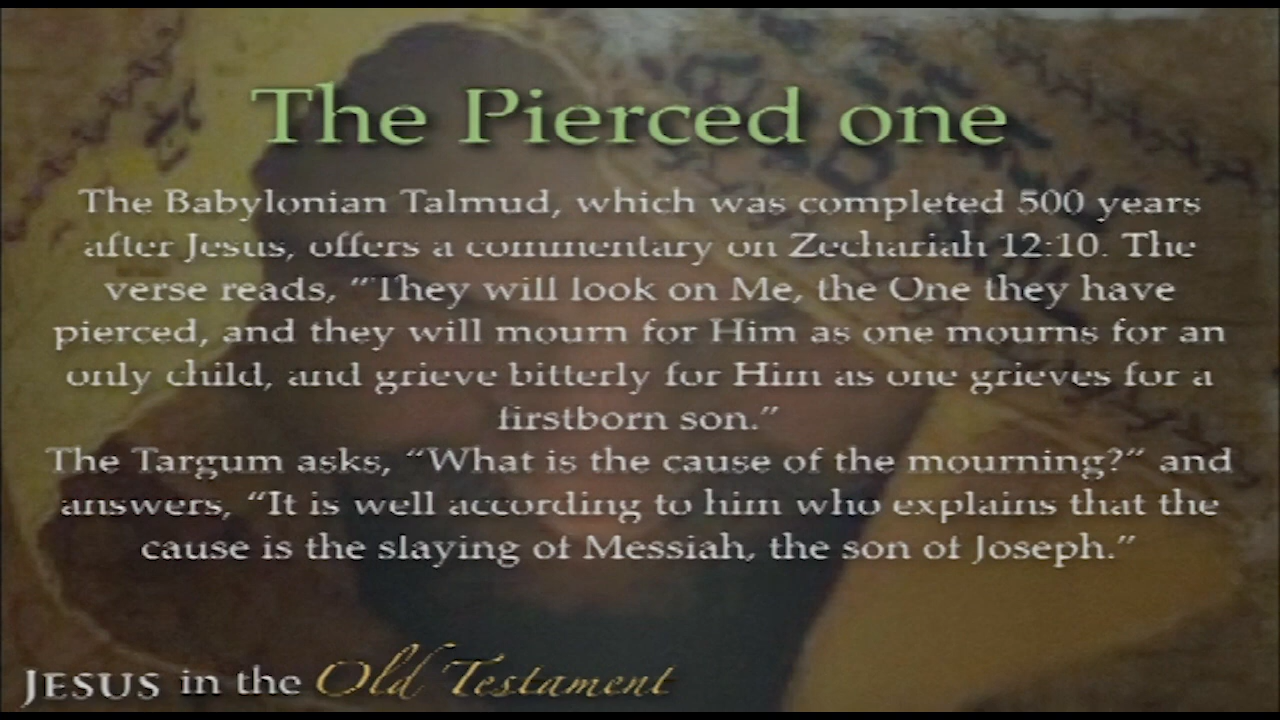 The Pierced one
The Babylonian Talmud, which was completed 500 years
after Jesus, offers a commentary on Zechariah 12:10. The
verse reads, "They will look on Me, the One they have
pierced, and they will mourn for Him as one mourns for an
only child, and grieve bitterly for Him as one grieves for a
firstborn son."
The Targum asks, "What is the cause of the mourning?" and
answers, "It is well according to him who explains that the
cause is the slaying of Messiah, the son of Joseph."
JESUS in the Old Testament